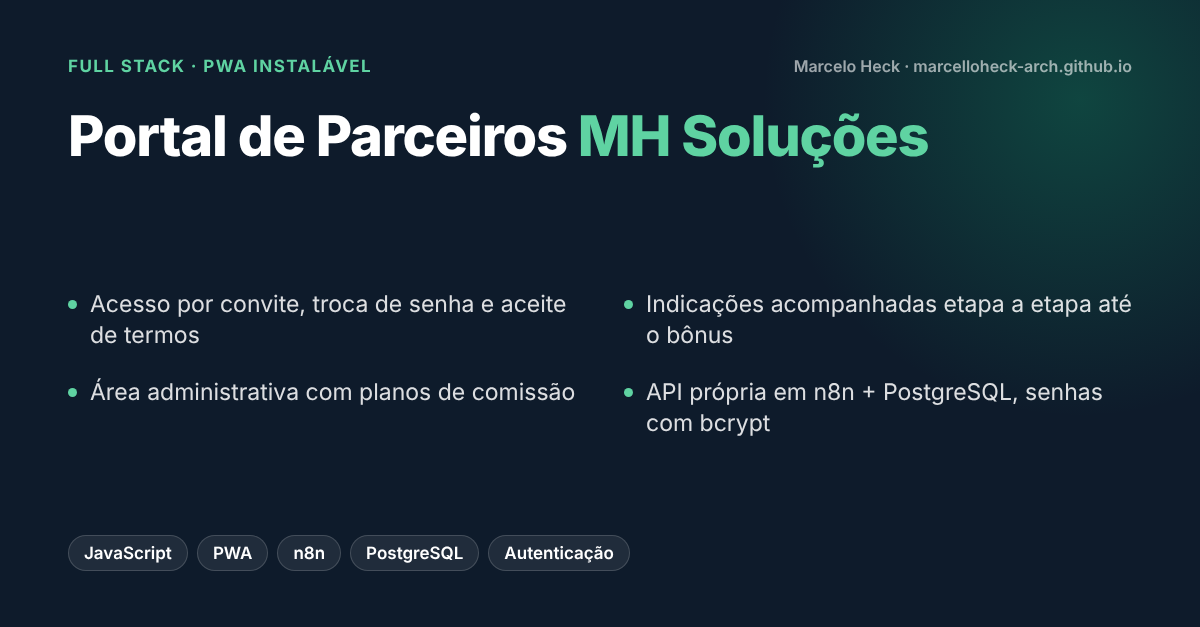 FULL STACK · PWA INSTALÁVEL
Marcelo Heck · marcelloheck-arch.github.io
Portal de Parceiros MH Soluções
Acesso por convite, troca de senha e aceite
de termos
Indicações acompanhadas etapa a etapa até
o bônus
Área administrativa com planos de comissão
API própria em n8n + PostgreSQL, senhas
com bcrypt
JavaScript
PWA
n8n
PostgreSQL
Autenticação